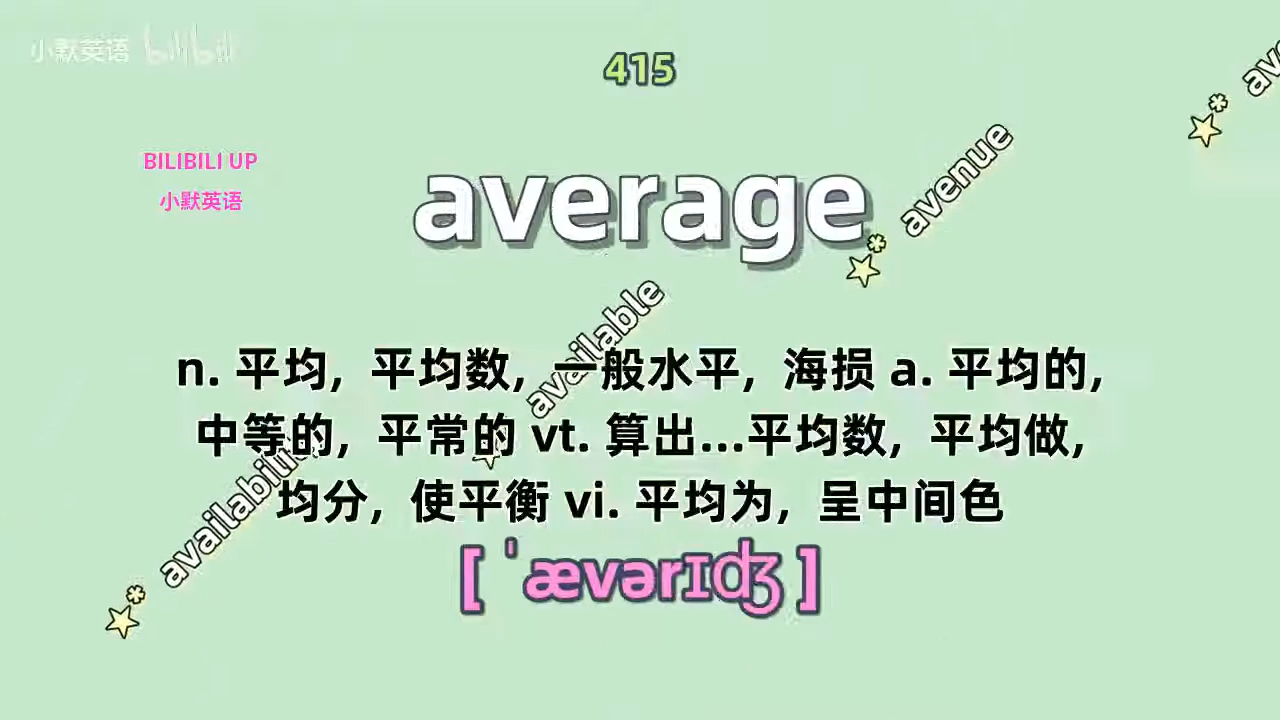 小默英语 bilibili
415
BILIBILI UP
小默英语
average
avenue
available
n. 平均, 平均数, 一般水平, 海损 a. 平均的,
中等的, 平常的 vt. 算出...平均数, 平均做,
均分, 使平衡 vi. 平均为, 呈中间色
[ ˈævərɪʤ ]